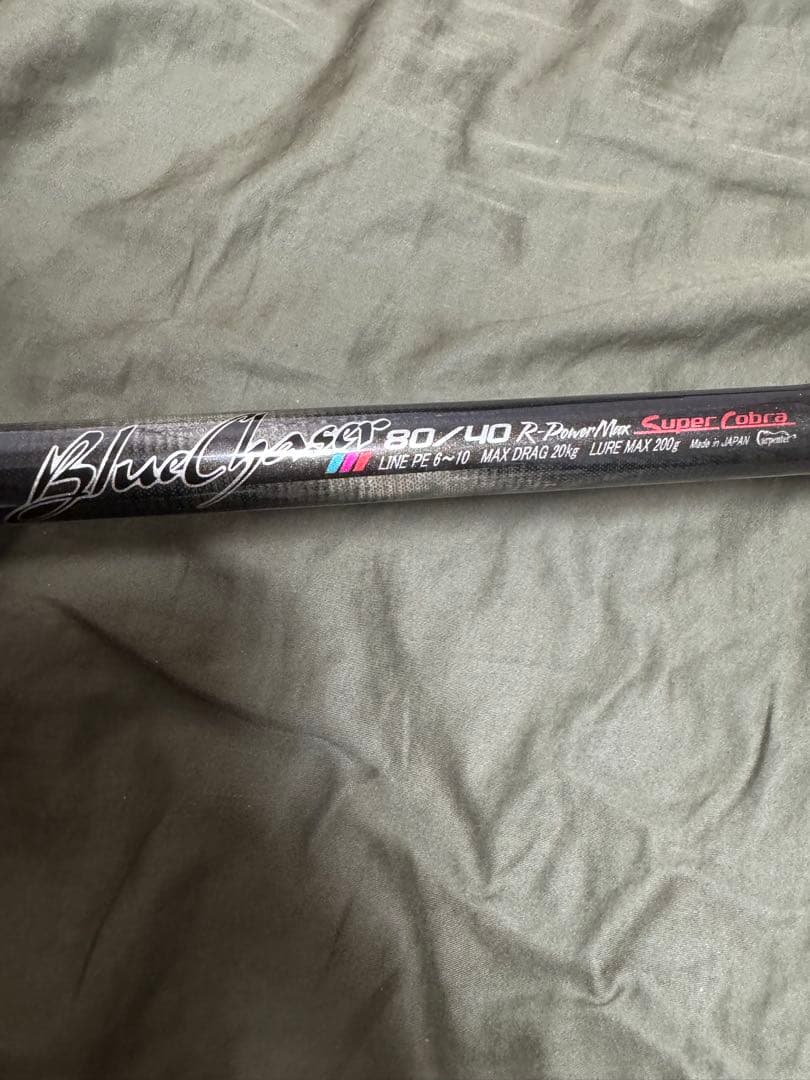 BlueChaser 80/40 R-PowerMax Super Cobra
LINE PE 6~10 MAX DRAG 20kg LURE MAX 200g Made in JAPAN Carpenter